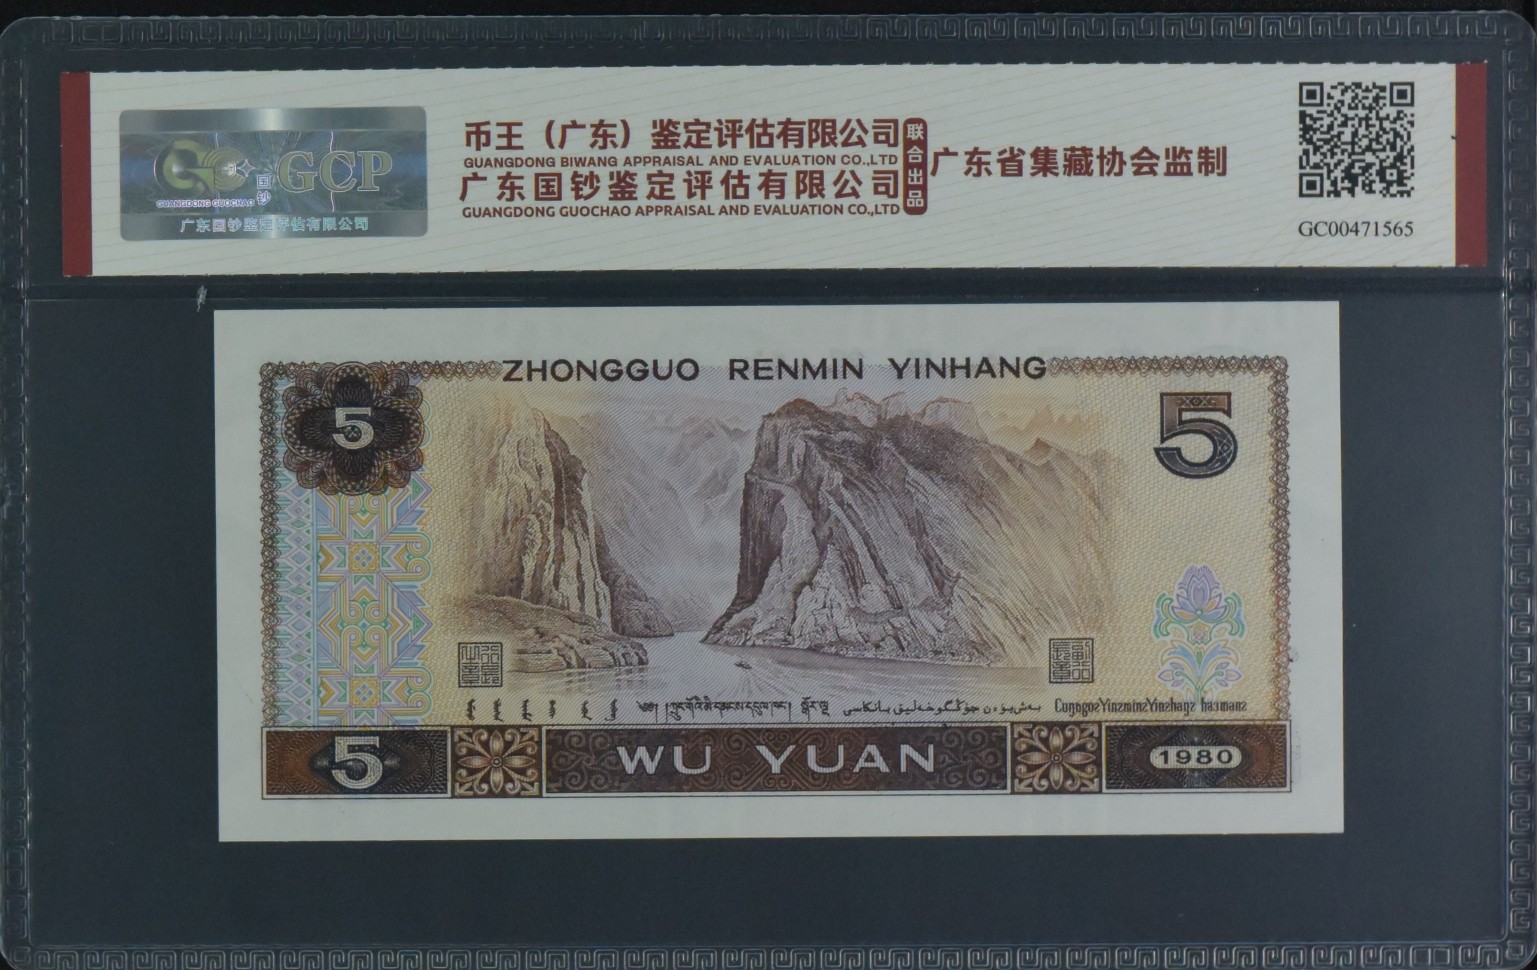 币王（广东）鉴定评估有限公司
GUANGDONG BIWANG APPRAISAL AND EVALUATION CO.,LTD
广东国钞鉴定评估有限公司
GUANGDONG GUOCHAO APPRAISAL AND EVALUATION CO.,LTD
联合出品
广东省集藏协会监制
GCP
国钞
GUANGDONG GUOCHAO
广东国钞鉴定评估有限公司
GC00471565
ZHONGGUO RENMIN YINHANG
5
5
5
WU YUAN
1980